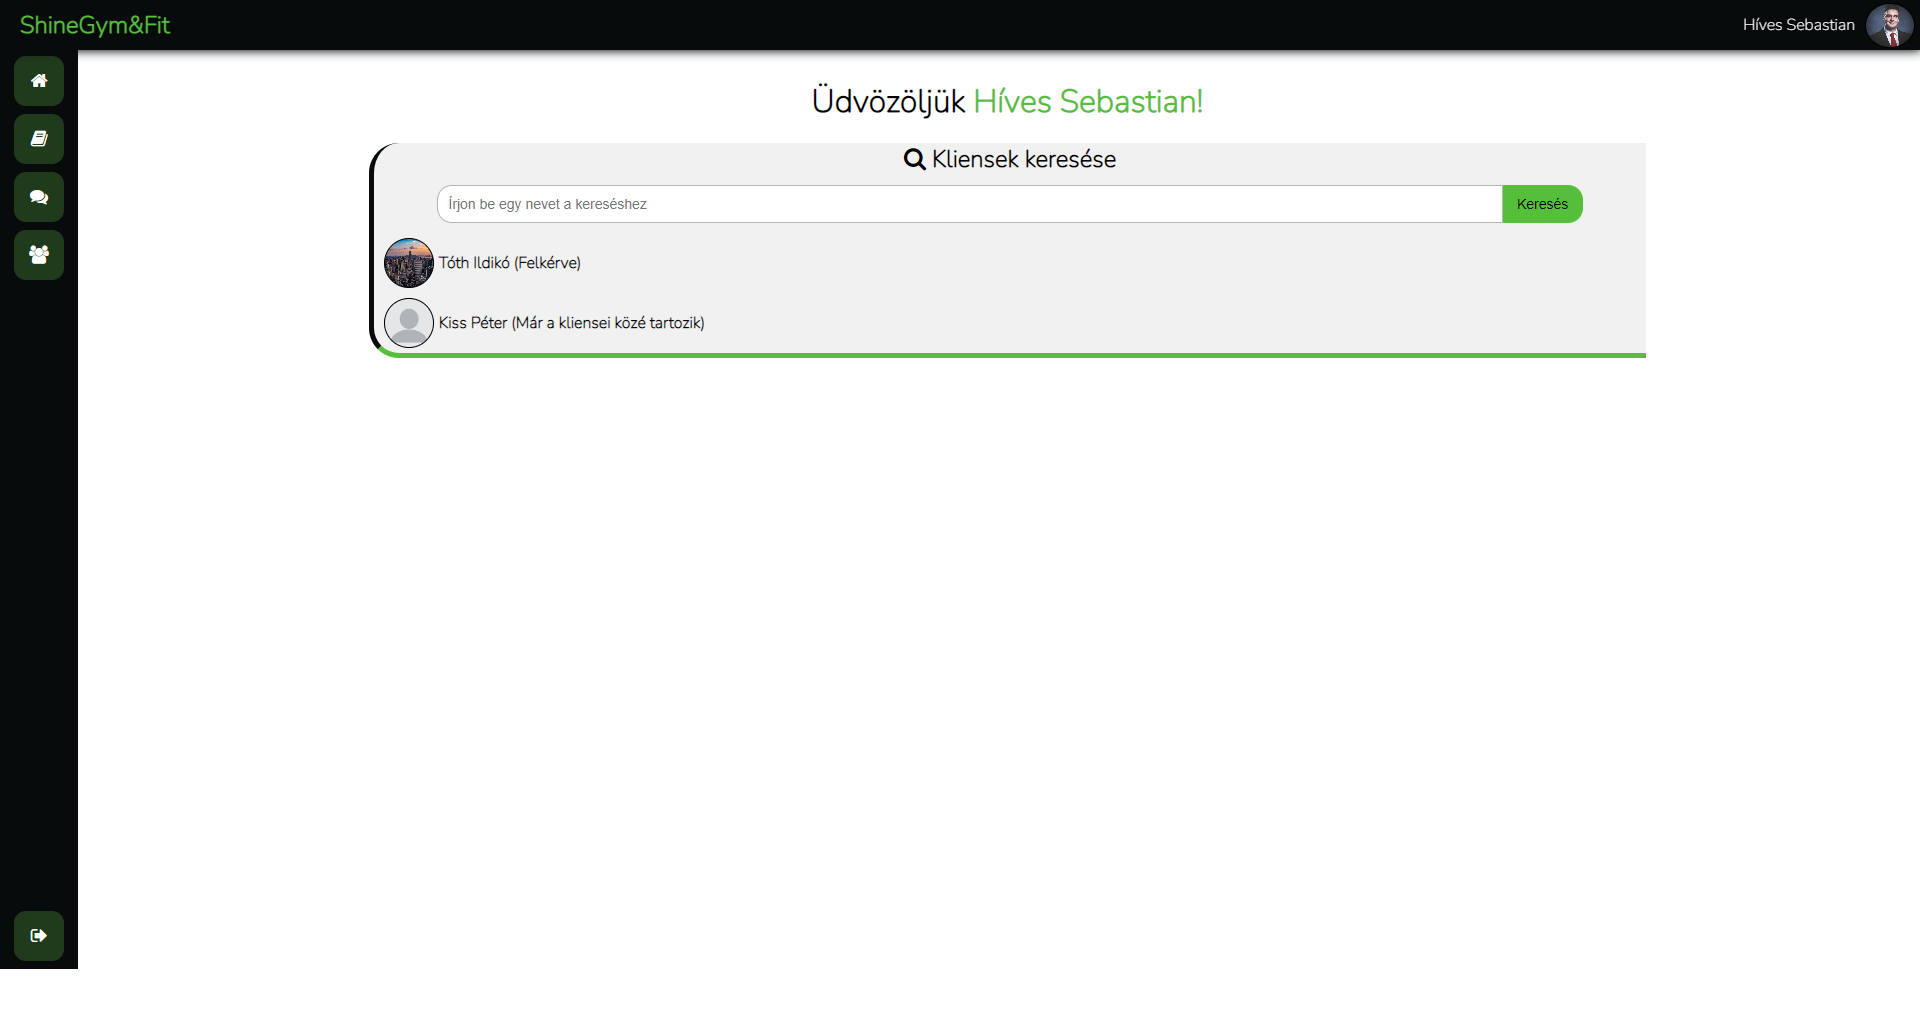 ShineGym&Fit
Híves Sebastian
Üdvözöljük Híves Sebastian!
Kliensek keresése
Írjon be egy nevet a kereséshez
Keresés
Tóth Ildikó (Felkérve)
Kiss Péter (Már a kliensei közé tartozik)